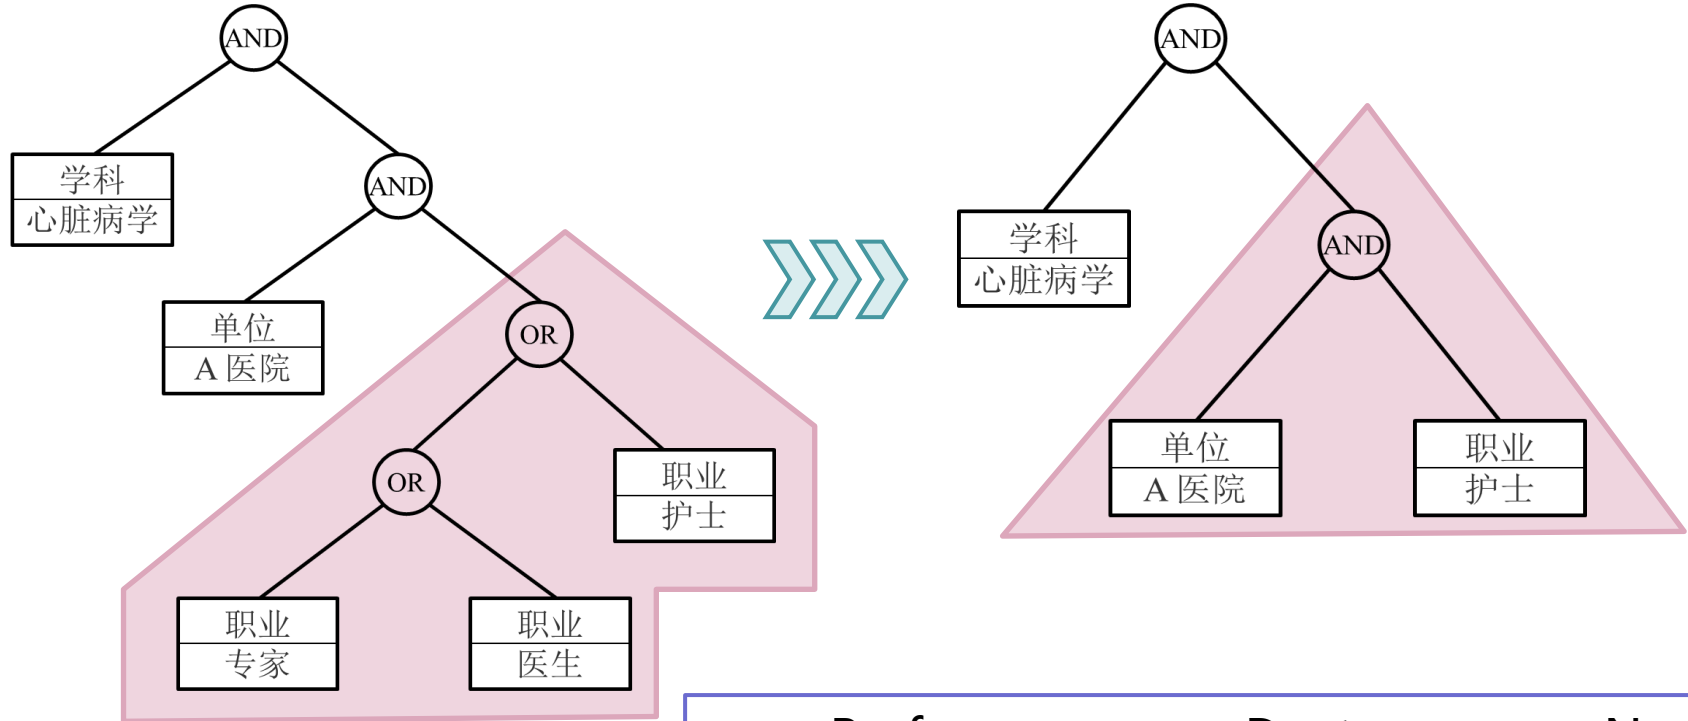 AND
学科
心脏病学
AND
单位
A 医院
OR
OR
职业
护士
职业
专家
职业
医生
AND
学科
心脏病学
AND
单位
A 医院
职业
护士